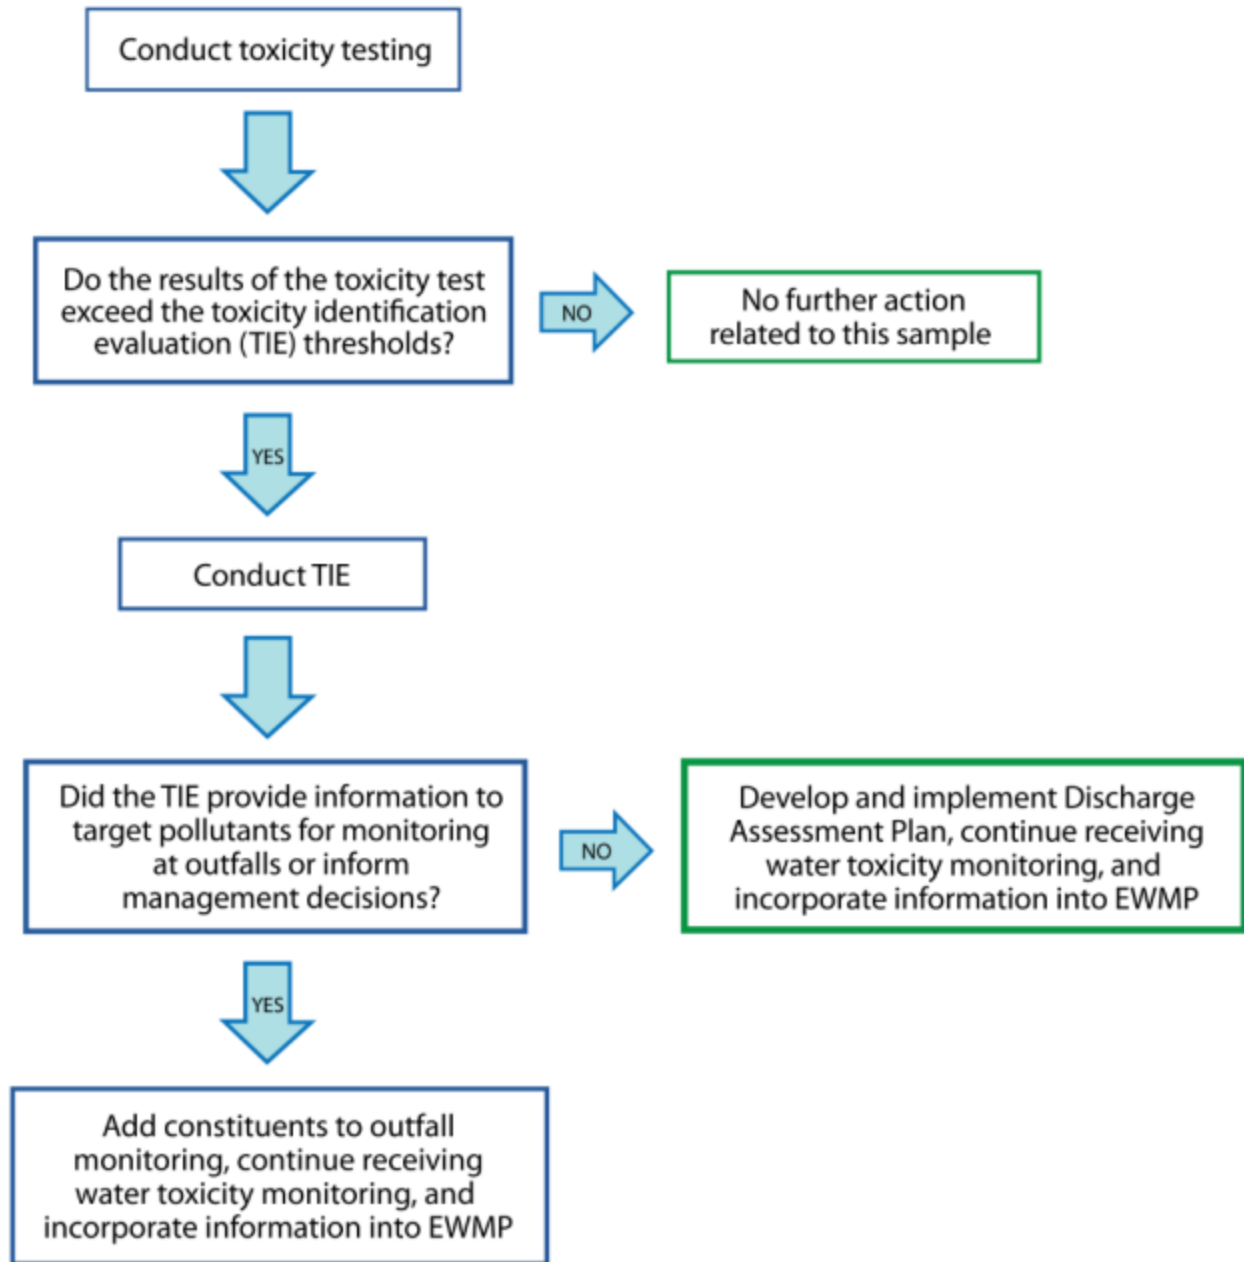 Conduct toxicity testing
Do the results of the toxicity test
exceed the toxicity identification
evaluation (TIE) thresholds?
NO
No further action
related to this sample
YES
Conduct TIE
Did the TIE provide information to
target pollutants for monitoring
at outfalls or inform
management decisions?
NO
Develop and implement Discharge
Assessment Plan, continue receiving
water toxicity monitoring, and
incorporate information into EWMP
YES
Add constituents to outfall
monitoring, continue receiving
water toxicity monitoring, and
incorporate information into EWMP